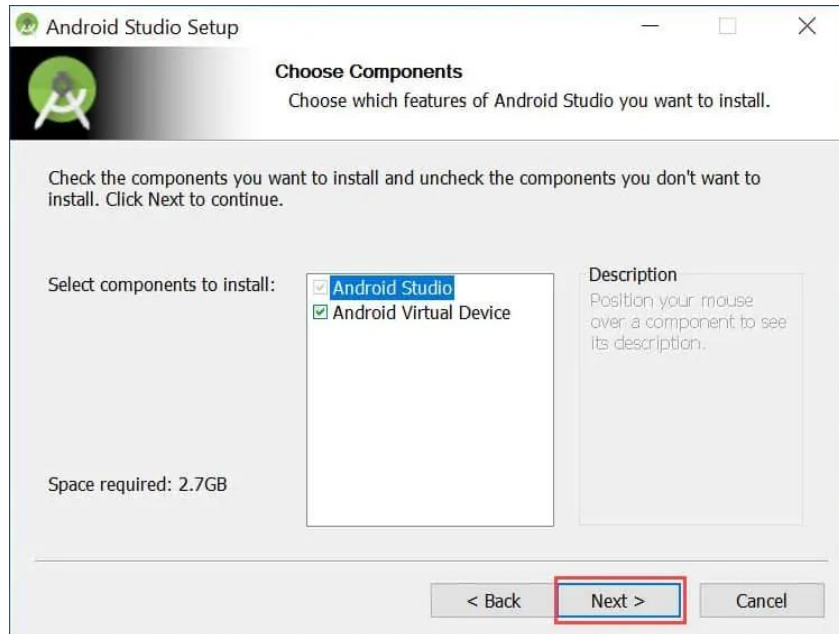 Android Studio Setup
Choose Components
Choose which features of Android Studio you want to install.
Check the components you want to install and uncheck the components you don't want to
install. Click Next to continue.
Select components to install:
Android Studio
Android Virtual Device
Description
Position your mouse
over a component to see
its description.
Space required: 2.7GB
< Back
Next >
Cancel